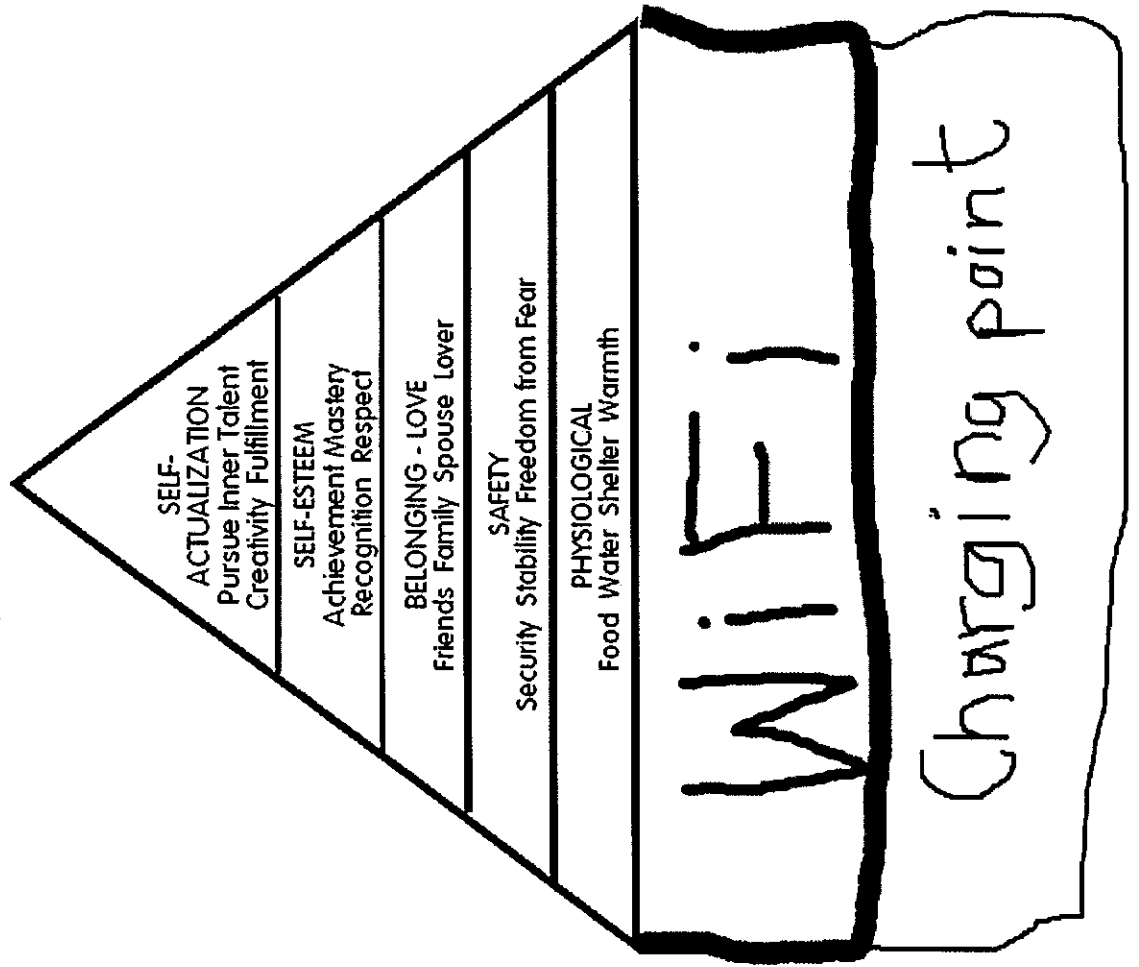 SELF-
ACTUALIZATION
Pursue Inner Talent
Creativity Fulfillment
SELF-ESTEEM
Achievement Mastery
Recognition Respect
BELONGING - LOVE
Friends Family Spouse Lover
SAFETY
Security Stability Freedom from Fear
PHYSIOLOGICAL
Food Water Shelter Warmth
WiFi
Charging point